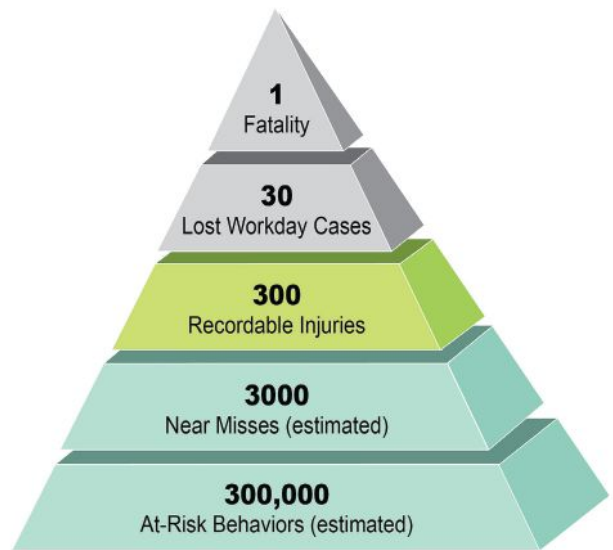 1
Fatality
30
Lost Workday Cases
300
Recordable Injuries
3000
Near Misses (estimated)
300,000
At-Risk Behaviors (estimated)